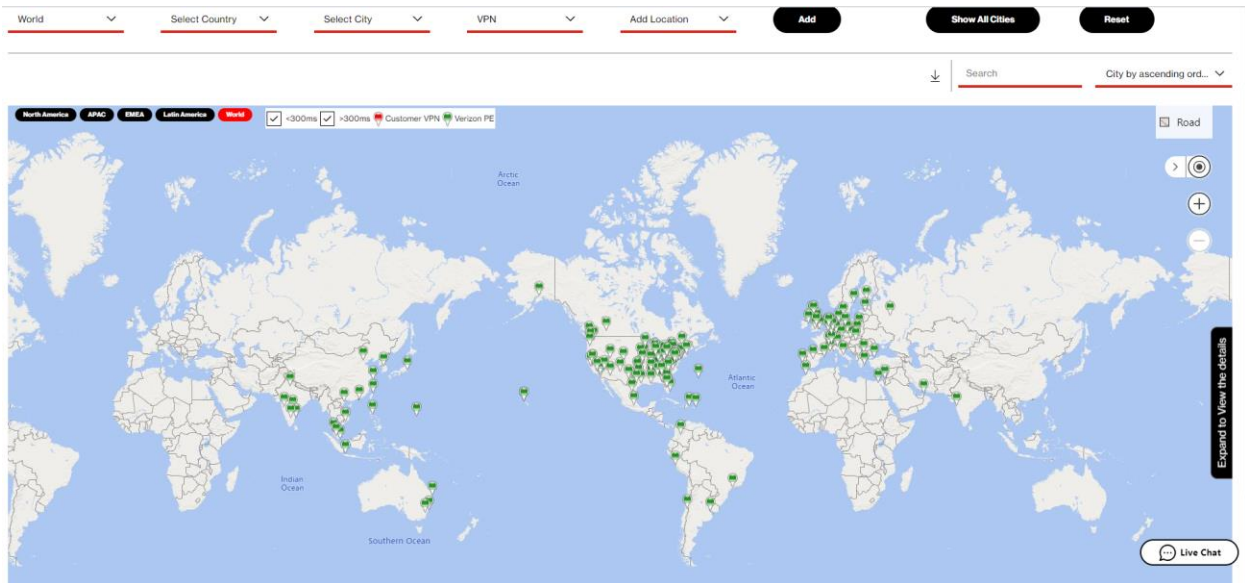 World Select Country Select City VPN Add Location Add Show All Cities Reset
Search City by ascending ord...
North America APAC EMEA Latin America World <300ms >300ms Customer VPN Verizon PE
Road
Arctic
Ocean
Atlantic
Ocean
Expand to View the details
Indian
Ocean
Southern Ocean
Live Chat